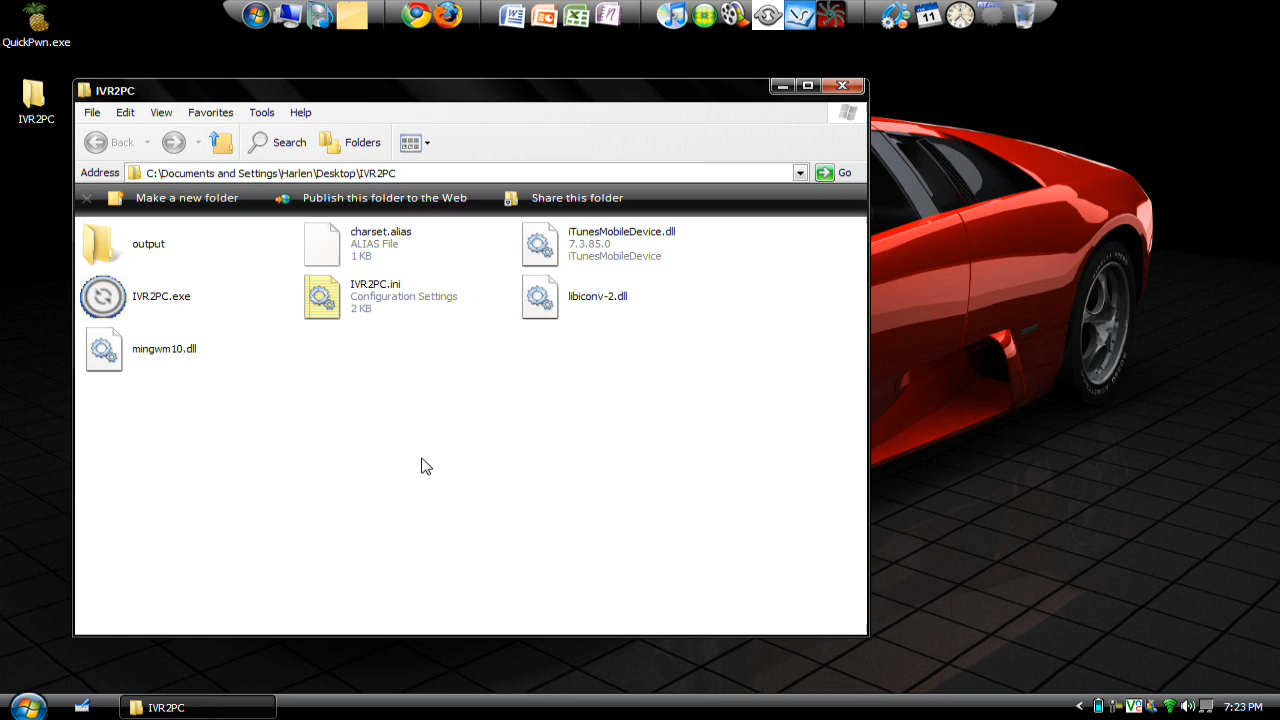 QuickPwn.exe
IVR2PC
IVR2PC
File Edit View Favorites Tools Help
Back Search Folders
Address C:\Documents and Settings\Harlen\Desktop\IVR2PC Go
Make a new folder Publish this folder to the Web Share this folder
output
charset.alias
ALIAS File
1 KB
iTunesMobileDevice.dll
7.3.85.0
iTunesMobileDevice
IVR2PC.exe
IVR2PC.ini
Configuration Settings
2 KB
libiconv-2.dll
mingwm10.dll
IVR2PC
7:23 PM
11